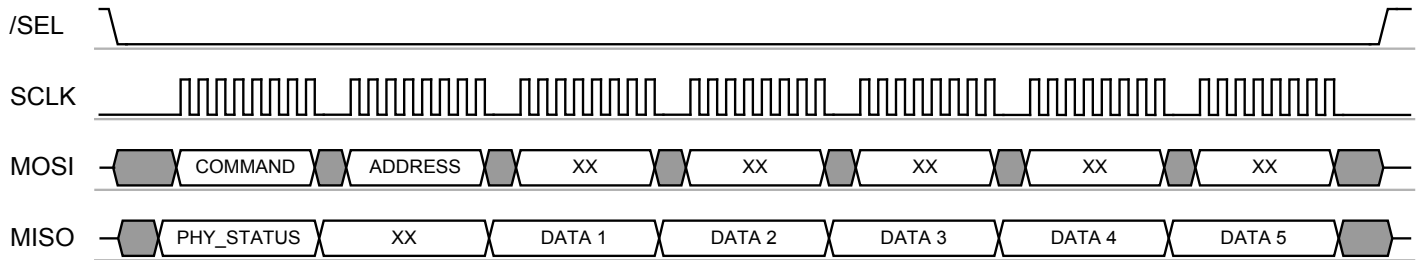 /SEL
SCLK
MOSI COMMAND ADDRESS XX XX XX XX XX
MISO PHY_STATUS XX DATA 1 DATA 2 DATA 3 DATA 4 DATA 5